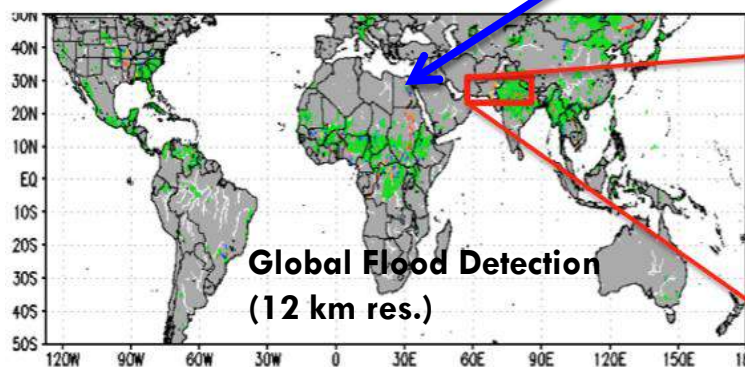 50N
40N
30N
20N
10N
EQ
10S
20S
30S
40S
50S
Global Flood Detection
(12 km res.)
120W 90W 60W 30W 0 30E 60E 90E 120E 150E